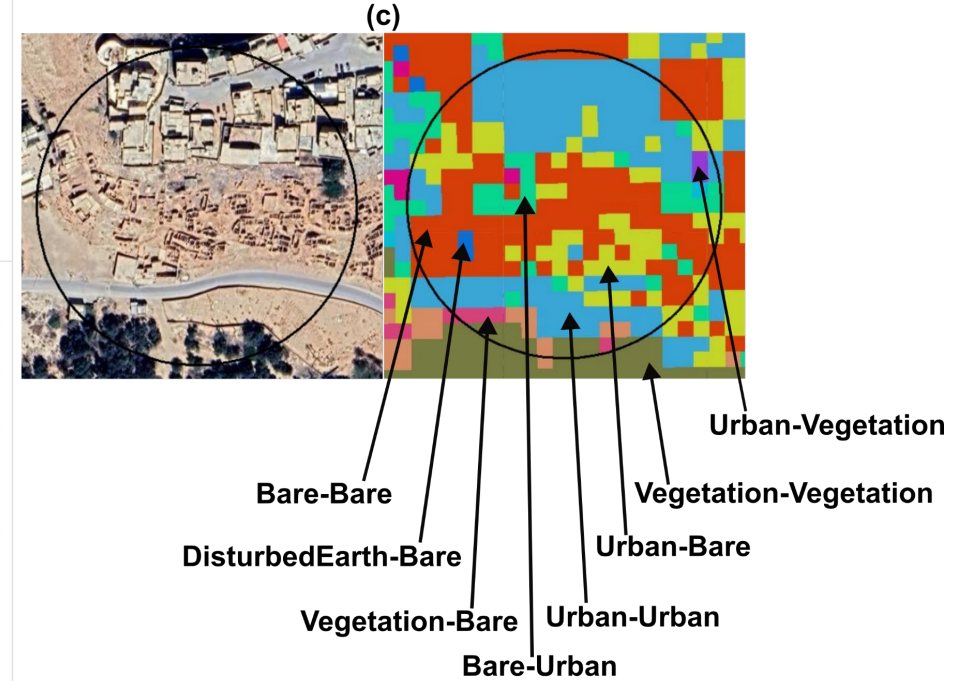 (c)
Urban-Vegetation
Bare-Bare
Vegetation-Vegetation
DisturbedEarth-Bare
Urban-Bare
Vegetation-Bare
Urban-Urban
Bare-Urban